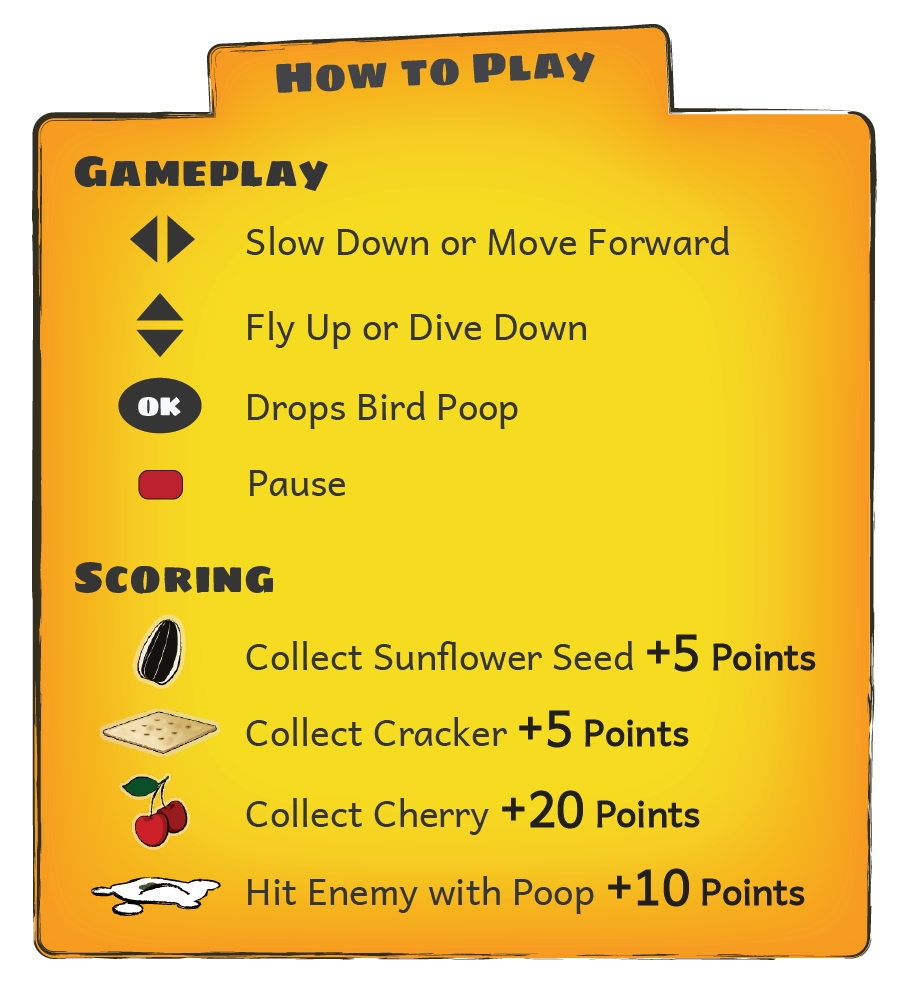 How to Play
Gameplay
Slow Down or Move Forward
Fly Up or Dive Down
OK Drops Bird Poop
Pause
Scoring
Collect Sunflower Seed +5 Points
Collect Cracker +5 Points
Collect Cherry +20 Points
Hit Enemy with Poop +10 Points